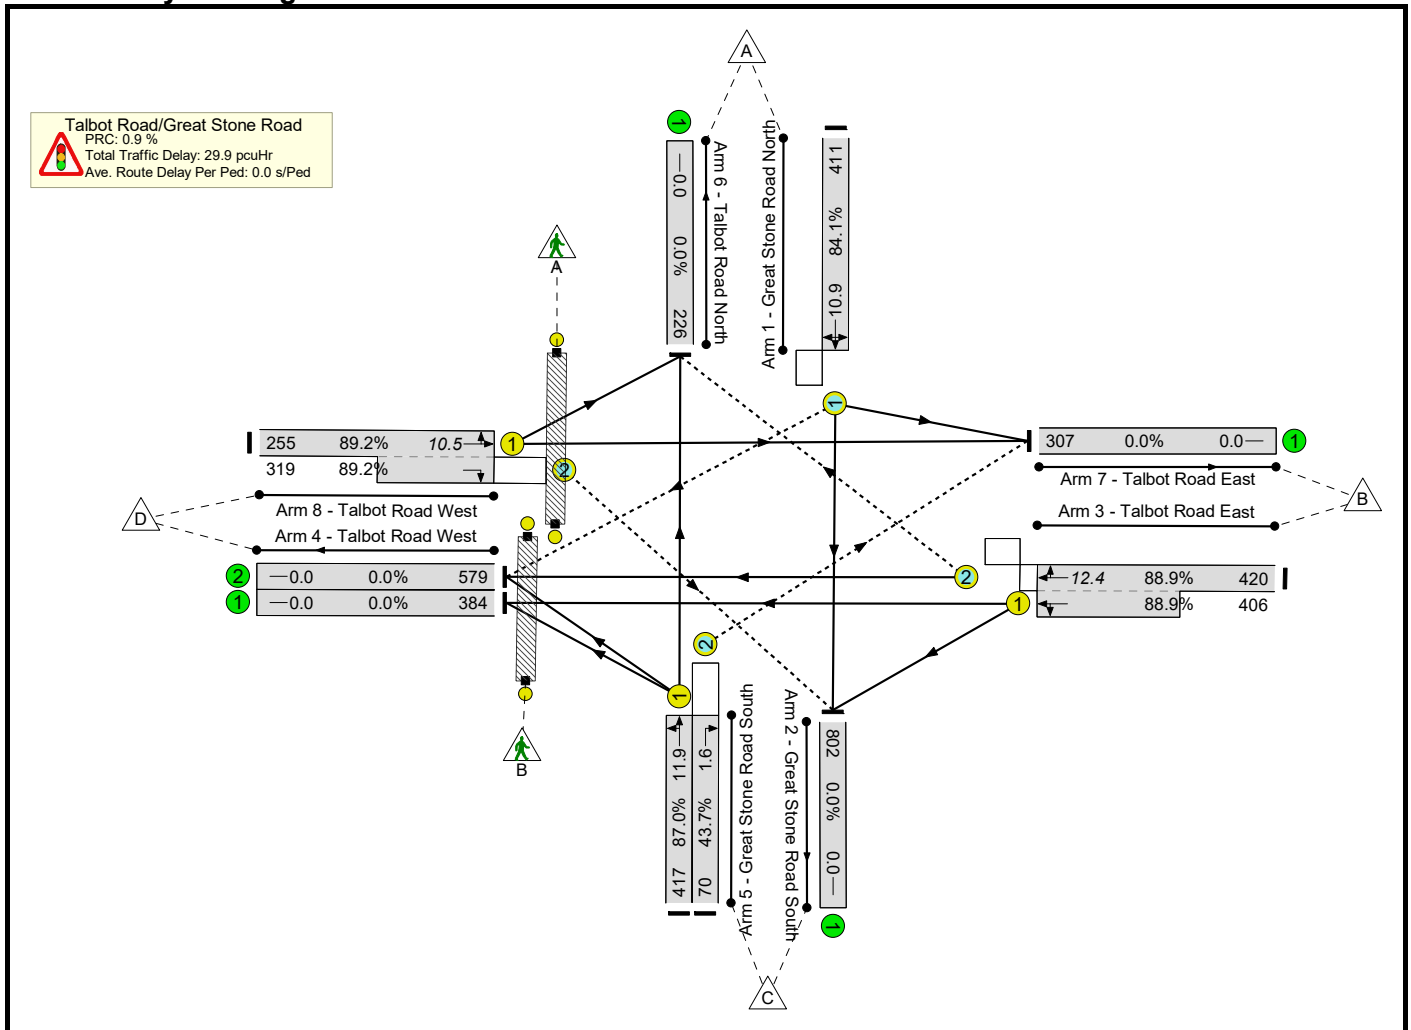 Talbot Road/Great Stone Road
PRC: 0.9 %
Total Traffic Delay: 29.9 pcuHr
Ave. Route Delay Per Ped: 0.0 s/Ped
A
1
0.0 0.0% 226
Arm 6 - Talbot Road North
Arm 1 - Great Stone Road North
411 84.1% 10.9
1
A
255 89.2% 10.5
1
319 89.2%
2
Arm 8 - Talbot Road West
D
Arm 4 - Talbot Road West
2
0.0 0.0% 579
1
0.0 0.0% 384
B
307 0.0% 0.0
1
Arm 7 - Talbot Road East
B
Arm 3 - Talbot Road East
2
12.4 88.9% 420
1
88.9% 406
2
1
417 87.0% 11.9
70 43.7% 1.6
Arm 5 - Great Stone Road South
Arm 2 - Great Stone Road South
802 0.0% 0.0
1
C